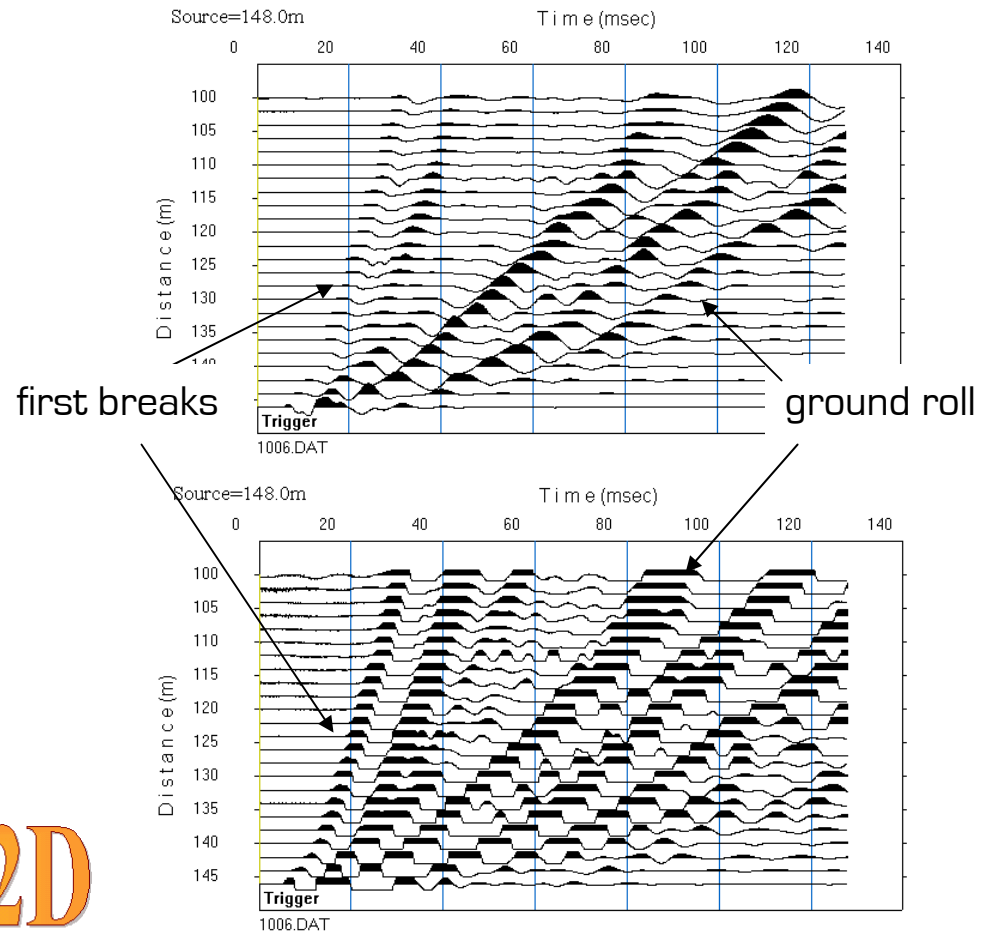 Source=148.0m
Time (msec)
0 20 40 60 80 100 120 140
100
105
110
115
120
125
130
135
Distance (m)
first breaks
ground roll
Trigger
1006.DAT
Source=148.0m
Time (msec)
0 20 40 60 80 100 120 140
100
105
110
115
120
125
130
135
140
145
Distance (m)
Trigger
1006.DAT
2D